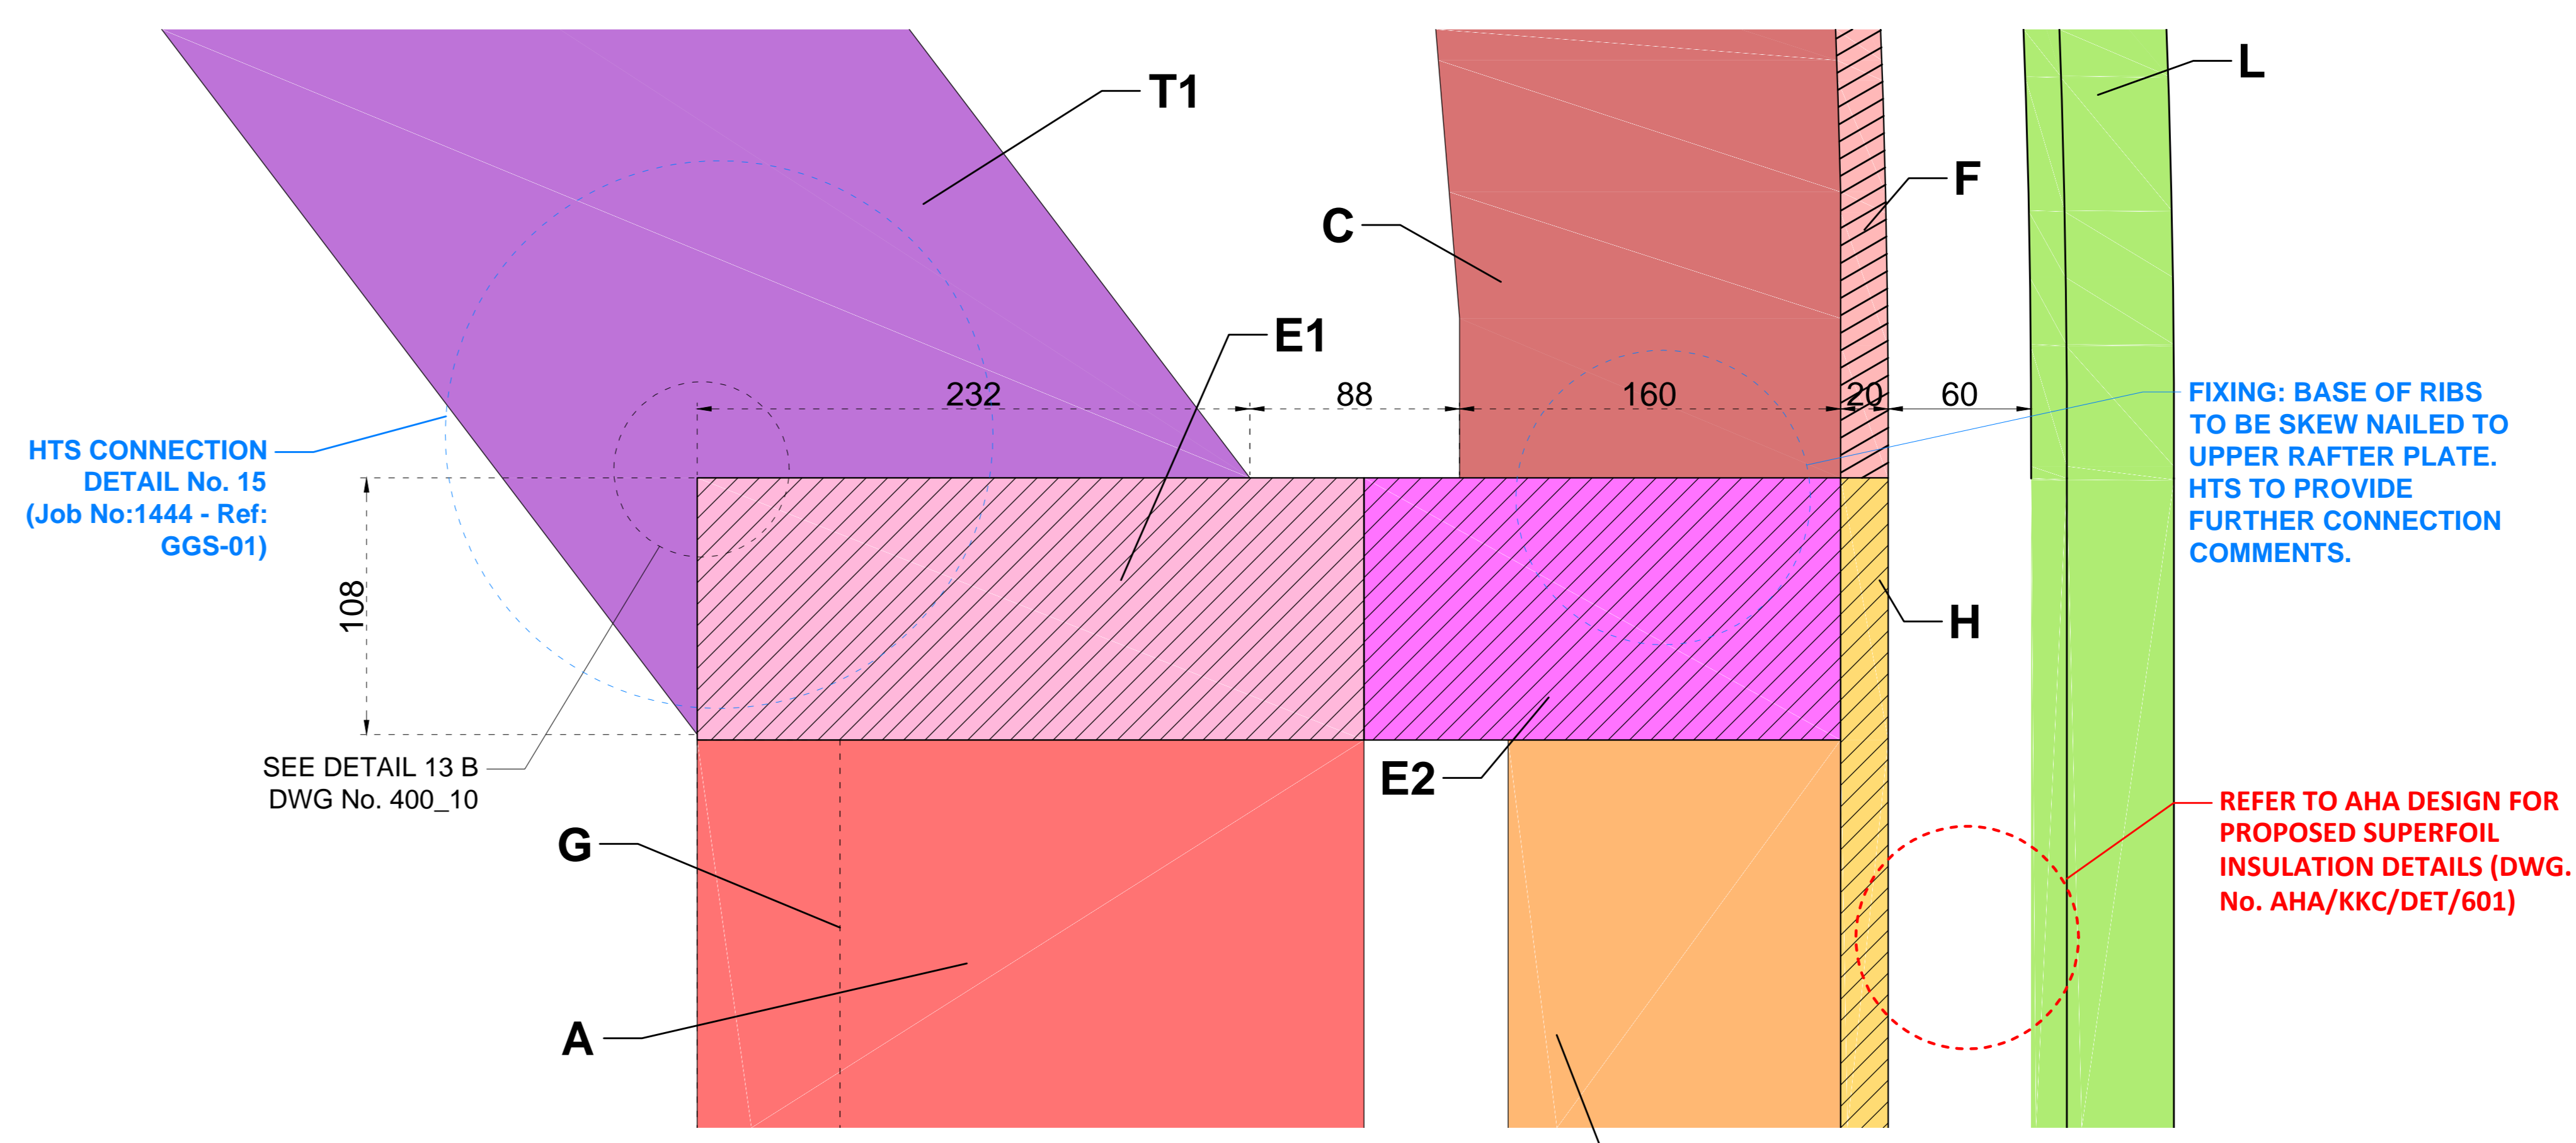 T1
L
F
C
E1
232
88
160
20
60
FIXING: BASE OF RIBS
TO BE SKEW NAILED TO
UPPER RAFTER PLATE.
HTS TO PROVIDE
FURTHER CONNECTION
COMMENTS.
HTS CONNECTION
DETAIL No. 15
(Job No:1444 - Ref:
GGS-01)
108
H
SEE DETAIL 13 B
DWG No. 400_10
E2
REFER TO AHA DESIGN FOR
PROPOSED SUPERFOIL
INSULATION DETAILS (DWG.
No. AHA/KKC/DET/601)
G
A